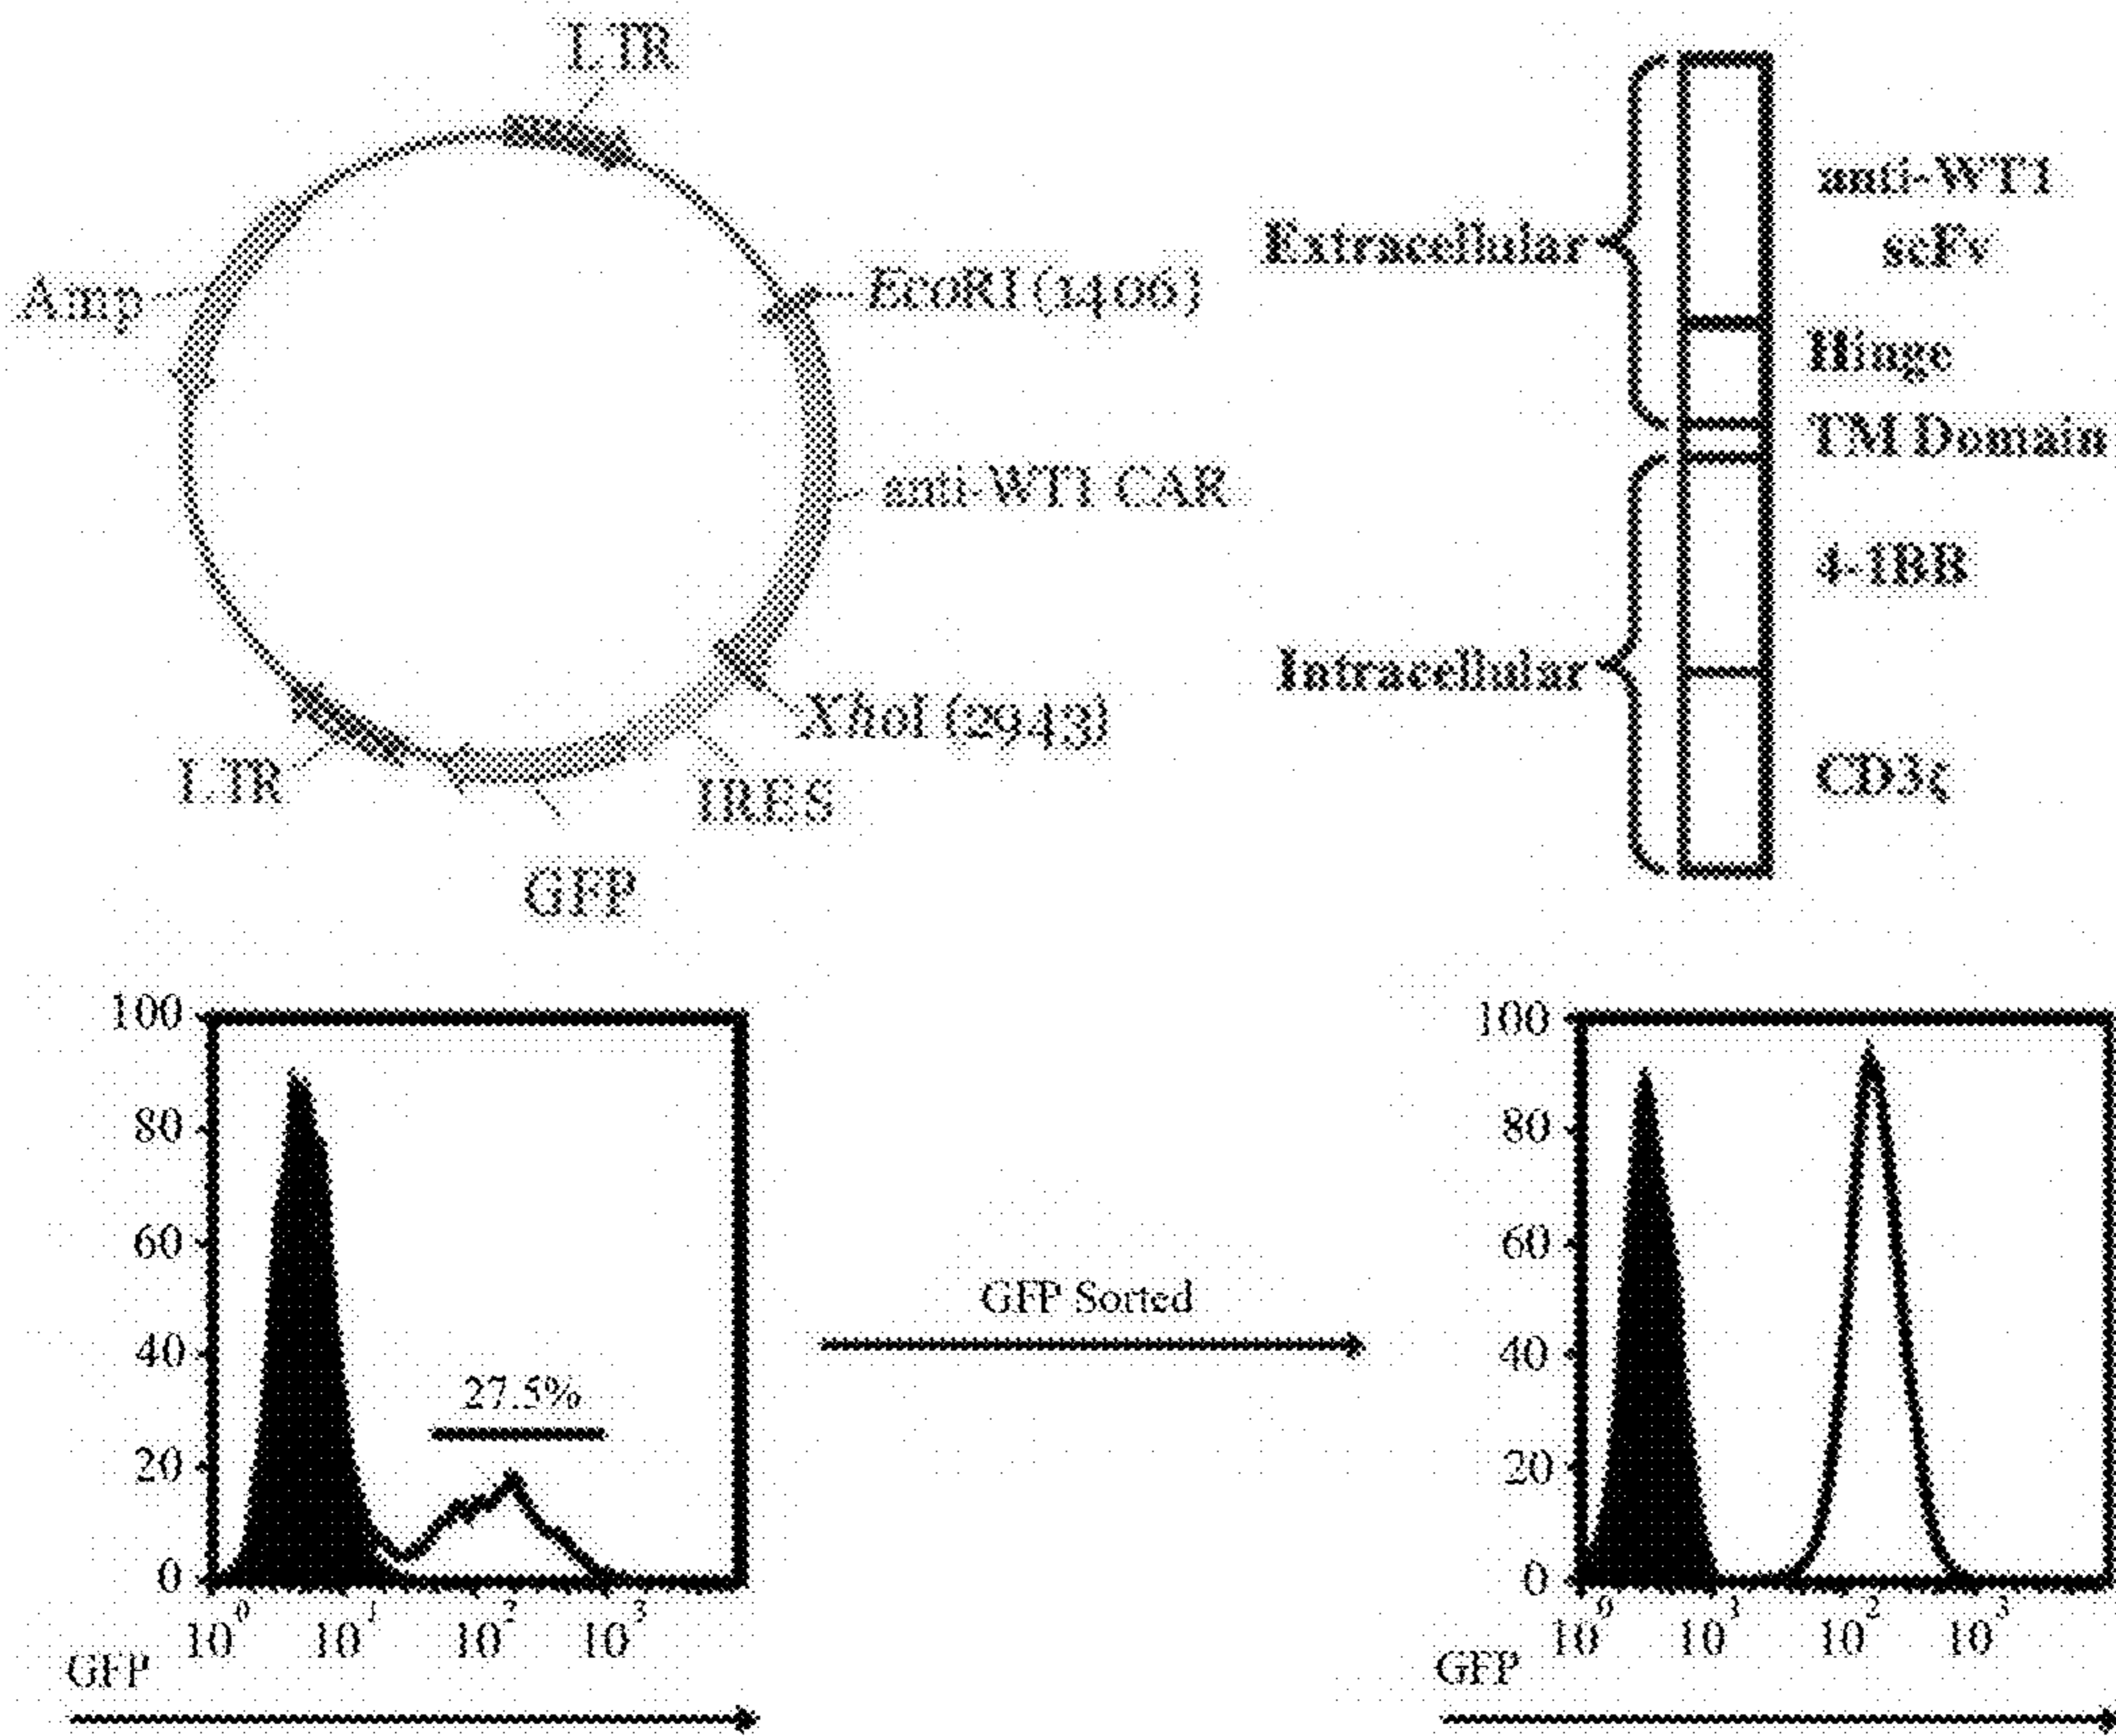 LTR
Amp
EcoRI (1406)
anti-WT1 CAR
XhoI (2943)
IRES
GFP
LTR
Extracellular
anti-WT1
scFv
Hinge
TM Domain
Intracellular
4-1BB
CD3ζ
100
80
60
40
20
0
27.5%
10^0 10^1 10^2 10^3
GFP
GFP Sorted
100
80
60
40
20
0
10^0 10^1 10^2 10^3
GFP